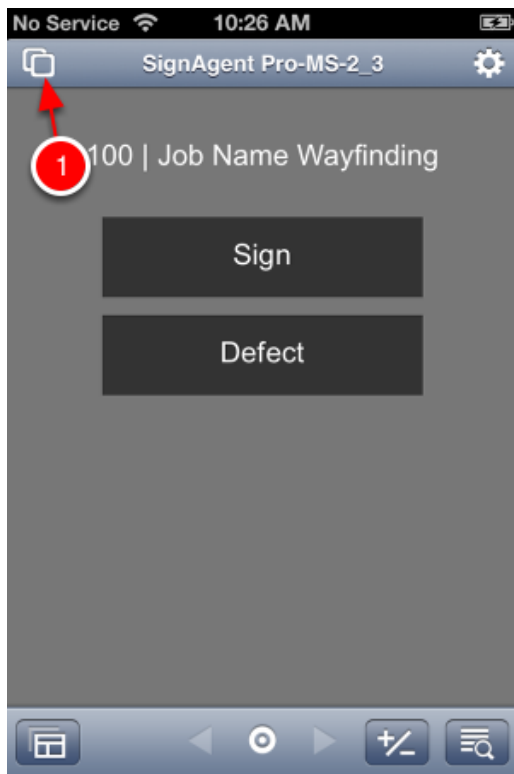 No Service 10:26 AM
SignAgent Pro-MS-2_3
1
100 | Job Name Wayfinding
Sign
Defect